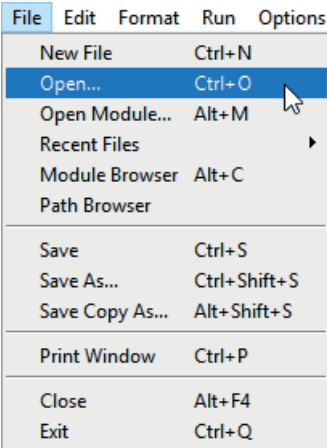 File Edit Format Run Options
New File Ctrl+N
Open... Ctrl+O
Open Module... Alt+M
Recent Files
Module Browser Alt+C
Path Browser
Save Ctrl+S
Save As... Ctrl+Shift+S
Save Copy As... Alt+Shift+S
Print Window Ctrl+P
Close Alt+F4
Exit Ctrl+Q